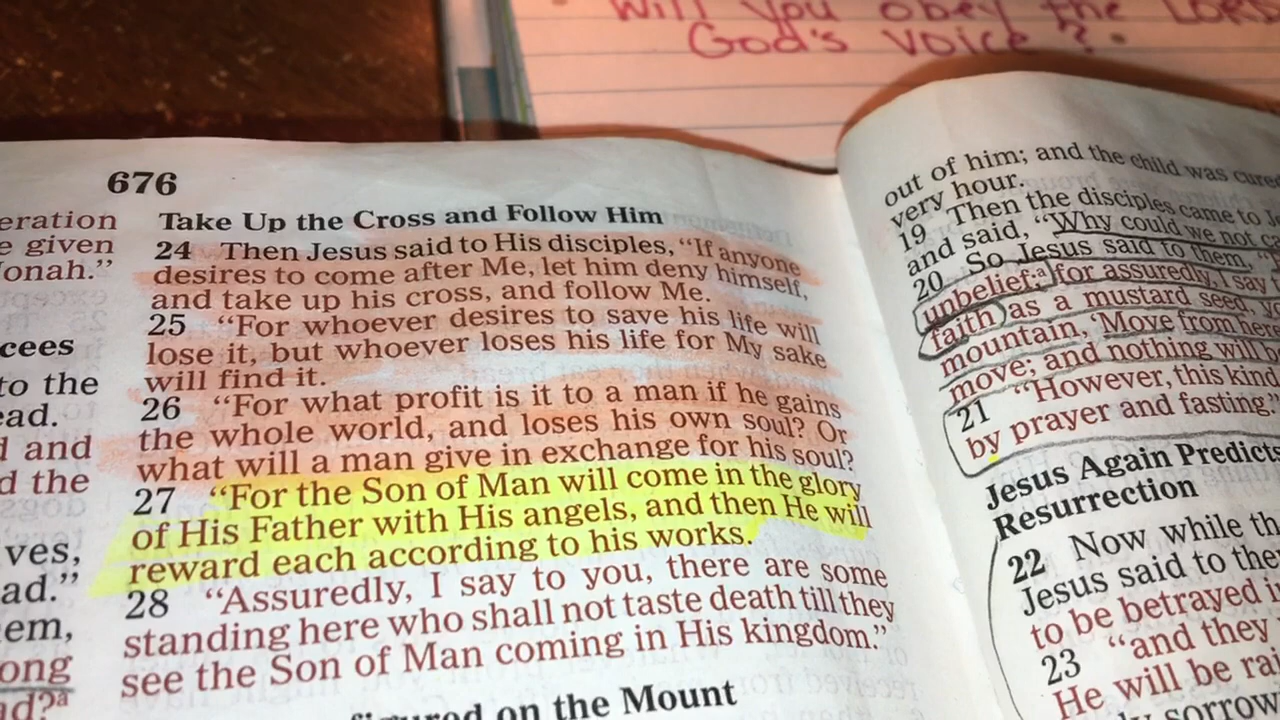 Will you obey the LORD
God's voice?
676
eration
e given
onah."
cees
to the
ead.
d and
d the
ves,
ad."
em,
ong
ad?ᵃ
Take Up the Cross and Follow Him
24 Then Jesus said to His disciples, "If anyone
desires to come after Me, let him deny himself,
and take up his cross, and follow Me.
25 "For whoever desires to save his life will
lose it, but whoever loses his life for My sake
will find it.
26 "For what profit is it to a man if he gains
the whole world, and loses his own soul? Or
what will a man give in exchange for his soul?
27 "For the Son of Man will come in the glory
of His Father with His angels, and then He will
reward each according to his works.
28 "Assuredly, I say to you, there are some
standing here who shall not taste death till they
see the Son of Man coming in His kingdom."
figured on the Mount
out of him; and the child was cured
very hour.
19 Then the disciples came to Je
and said, "Why could we not c
20 So Jesus said to them, "
unbelief;ᵃ for assuredly, I say t
faith as a mustard seed, yo
mountain, 'Move from here
move; and nothing will b
21 "However, this kind
by prayer and fasting."
Jesus Again Predicts
Resurrection
22 Now while th
Jesus said to the
to be betrayed i
23 "and they
He will be rai
sorrow